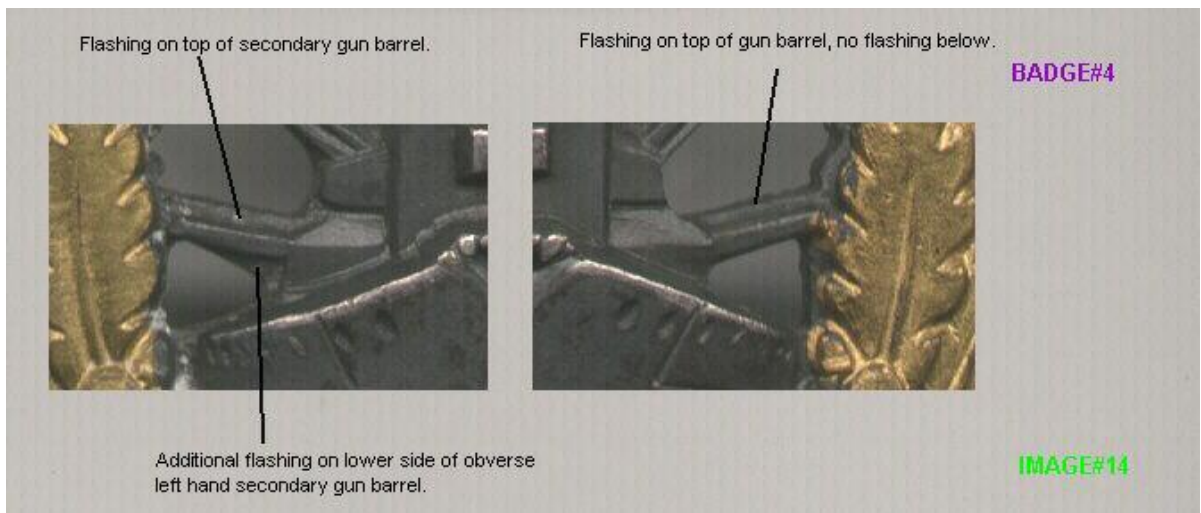 Flashing on top of secondary gun barrel.
Flashing on top of gun barrel, no flashing below.
BADGE#4
Additional flashing on lower side of obverse
left hand secondary gun barrel.
IMAGE#14